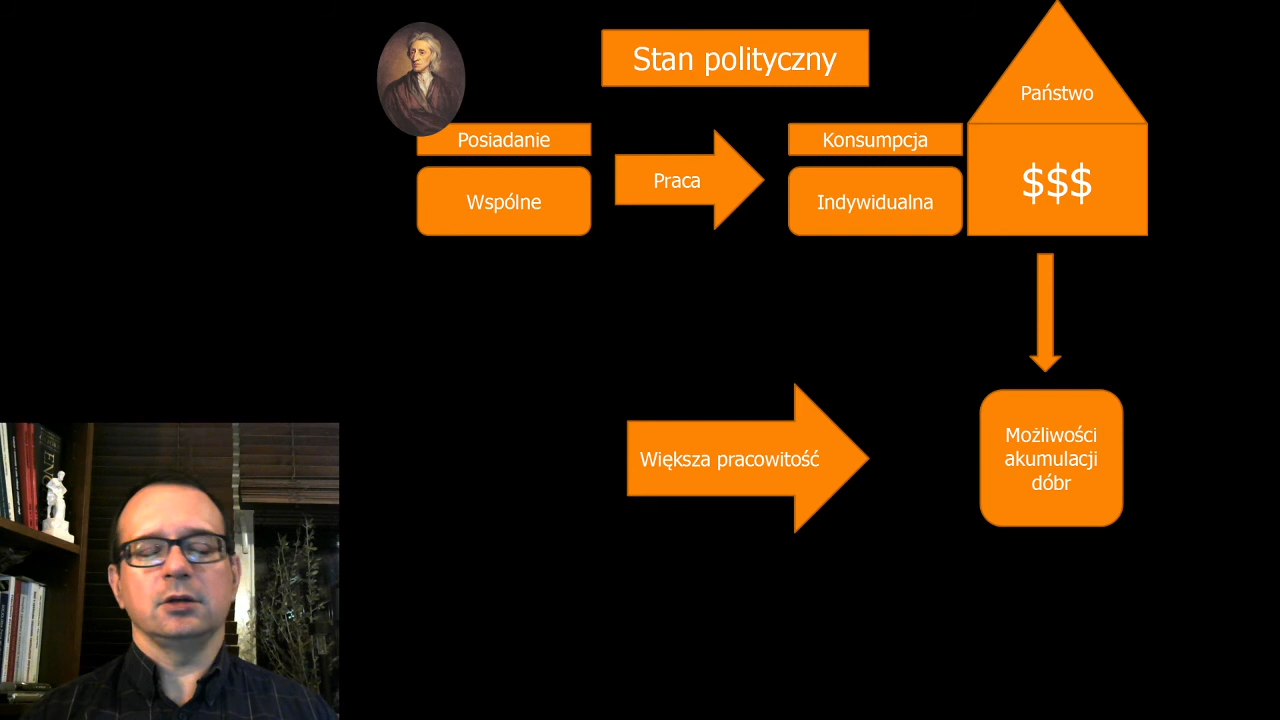 Stan polityczny
Państwo
Posiadanie
Konsumpcja
Praca
$$$
Wspólne
Indywidualna
Większa pracowitość
Możliwości
akumulacji
dóbr